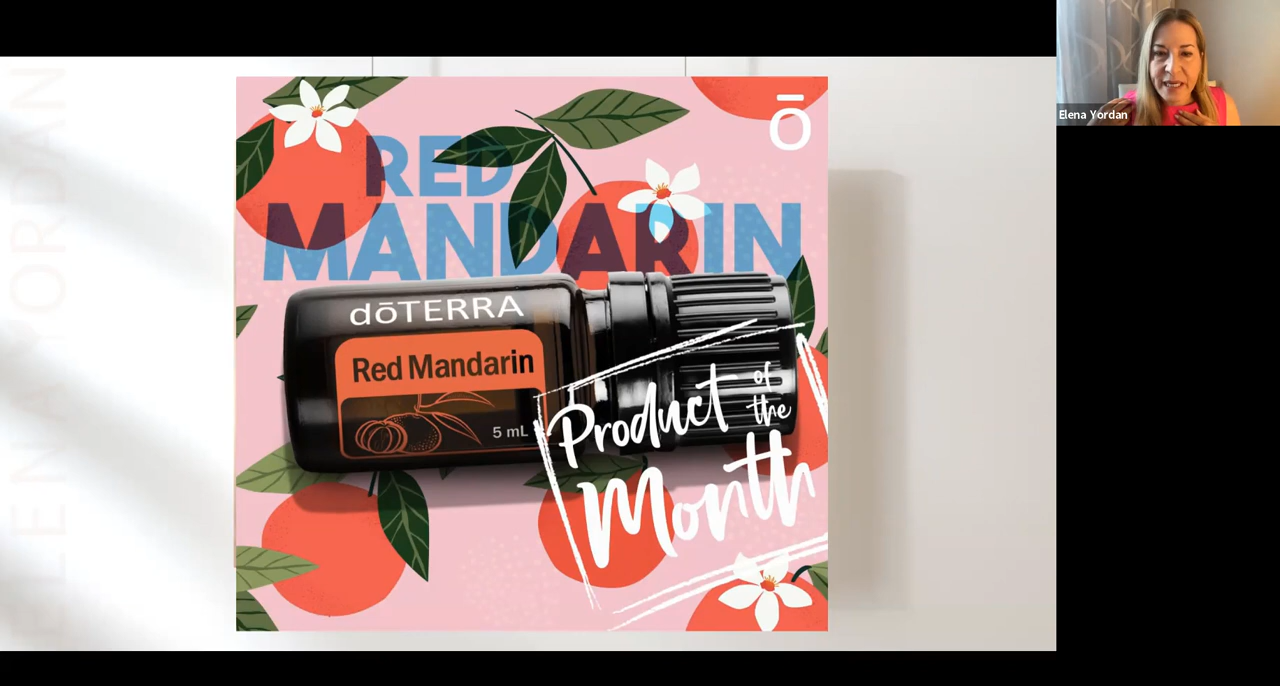 ELENA YORDAN
RED
MANDARIN
ō
dōTERRA
Red Mandarin
5 mL
Product of the
Month
Elena Yordan